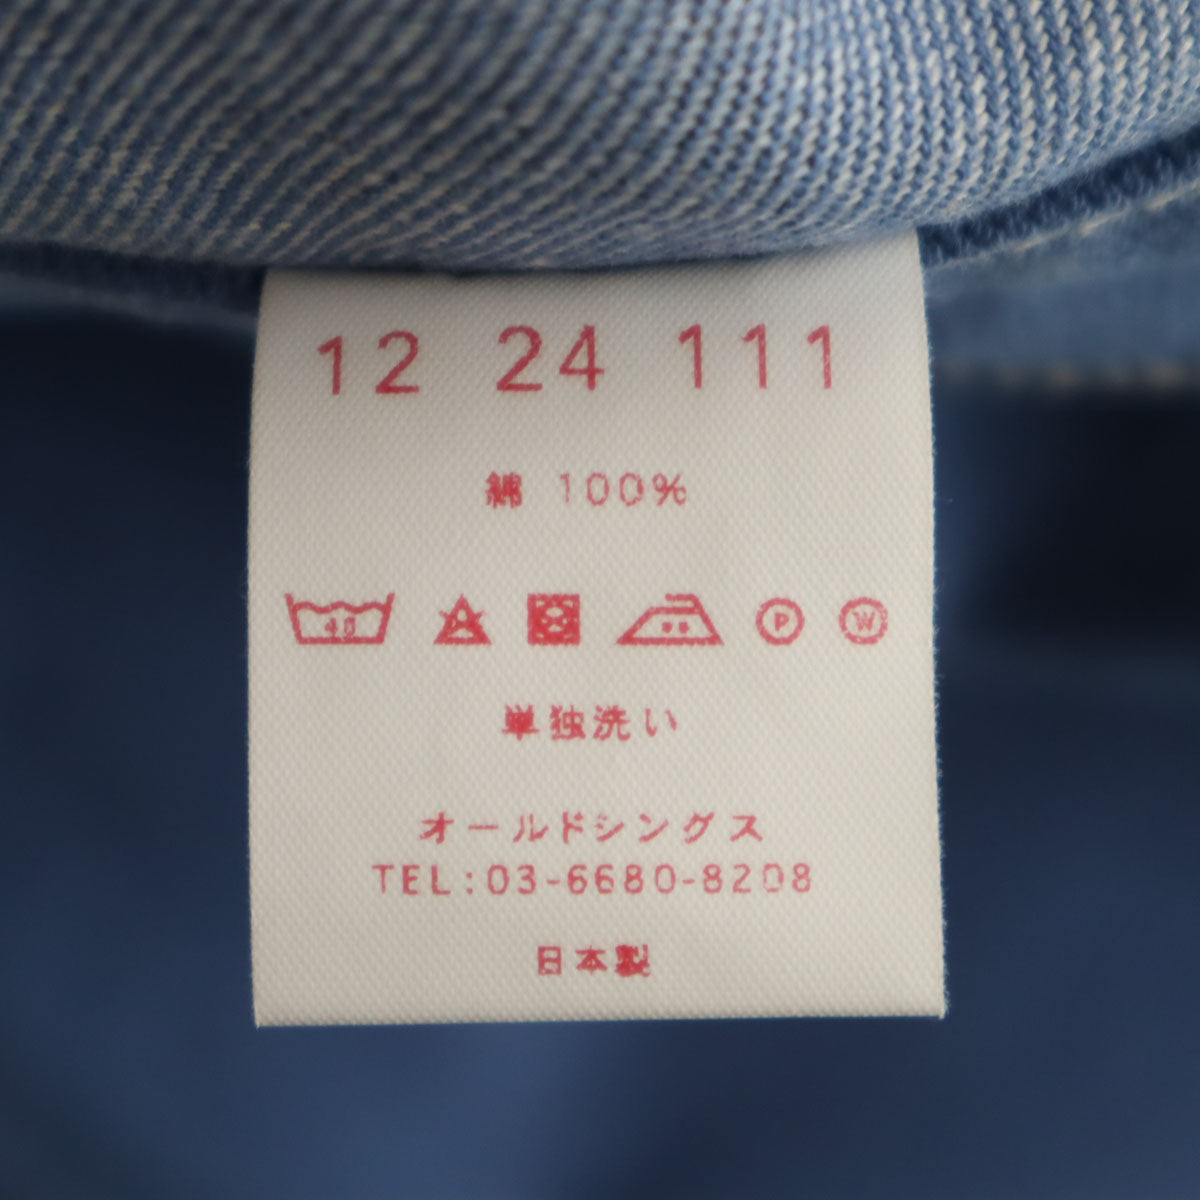 12 24 111
綿 100%
40 P W
単独洗い
オールドシングス
TEL:03-6680-8208
日本製